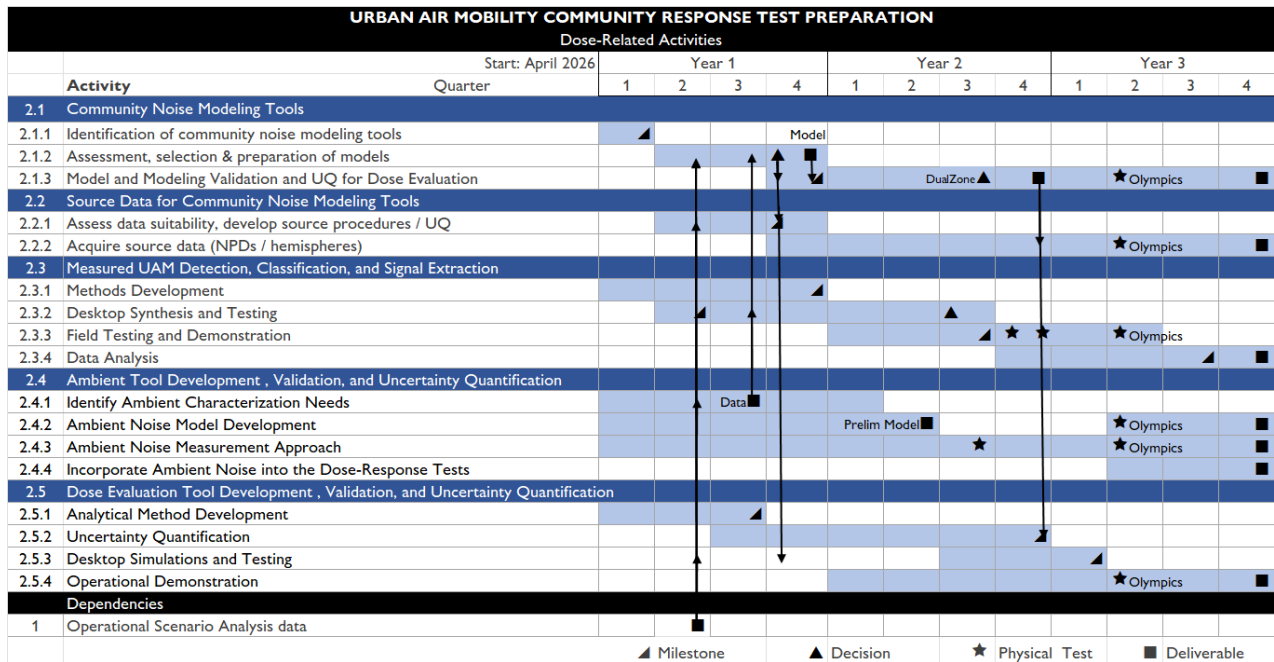 URBAN AIR MOBILITY COMMUNITY RESPONSE TEST PREPARATION
Dose-Related Activities
Start: April 2026 Year 1 Year 2 Year 3
Activity Quarter 1 2 3 4 1 2 3 4 1 2 3 4
2.1 Community Noise Modeling Tools
2.1.1 Identification of community noise modeling tools Model
2.1.2 Assessment, selection & preparation of models
2.1.3 Model and Modeling Validation and UQ for Dose Evaluation DualZone Olympics
2.2 Source Data for Community Noise Modeling Tools
2.2.1 Assess data suitability, develop source procedures / UQ
2.2.2 Acquire source data (NPDs / hemispheres) Olympics
2.3 Measured UAM Detection, Classification, and Signal Extraction
2.3.1 Methods Development
2.3.2 Desktop Synthesis and Testing
2.3.3 Field Testing and Demonstration Olympics
2.3.4 Data Analysis
2.4 Ambient Tool Development , Validation, and Uncertainty Quantification
2.4.1 Identify Ambient Characterization Needs Data
2.4.2 Ambient Noise Model Development Prelim Model Olympics
2.4.3 Ambient Noise Measurement Approach Olympics
2.4.4 Incorporate Ambient Noise into the Dose-Response Tests
2.5 Dose Evaluation Tool Development , Validation, and Uncertainty Quantification
2.5.1 Analytical Method Development
2.5.2 Uncertainty Quantification
2.5.3 Desktop Simulations and Testing
2.5.4 Operational Demonstration Olympics
Dependencies
1 Operational Scenario Analysis data
Milestone Decision Physical Test Deliverable